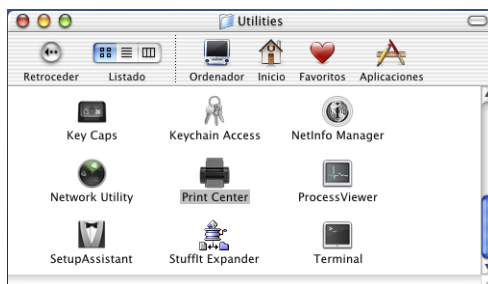 Utilities
Retroceder Listado Ordenador Inicio Favoritos Aplicaciones
Key Caps Keychain Access NetInfo Manager
Network Utility Print Center ProcessViewer
SetupAssistant StuffIt Expander Terminal